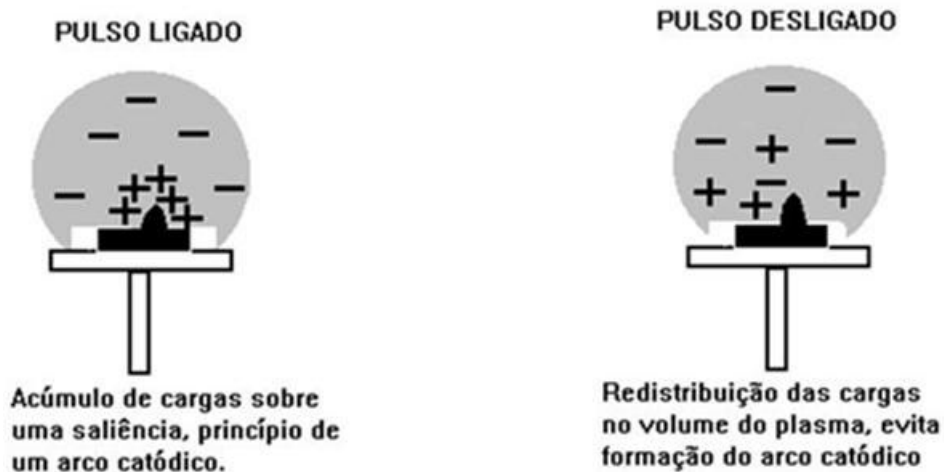 PULSO LIGADO
Acúmulo de cargas sobre
uma saliência, princípio de
um arco catódico.
PULSO DESLIGADO
Redistribuição das cargas
no volume do plasma, evita
formação do arco catódico